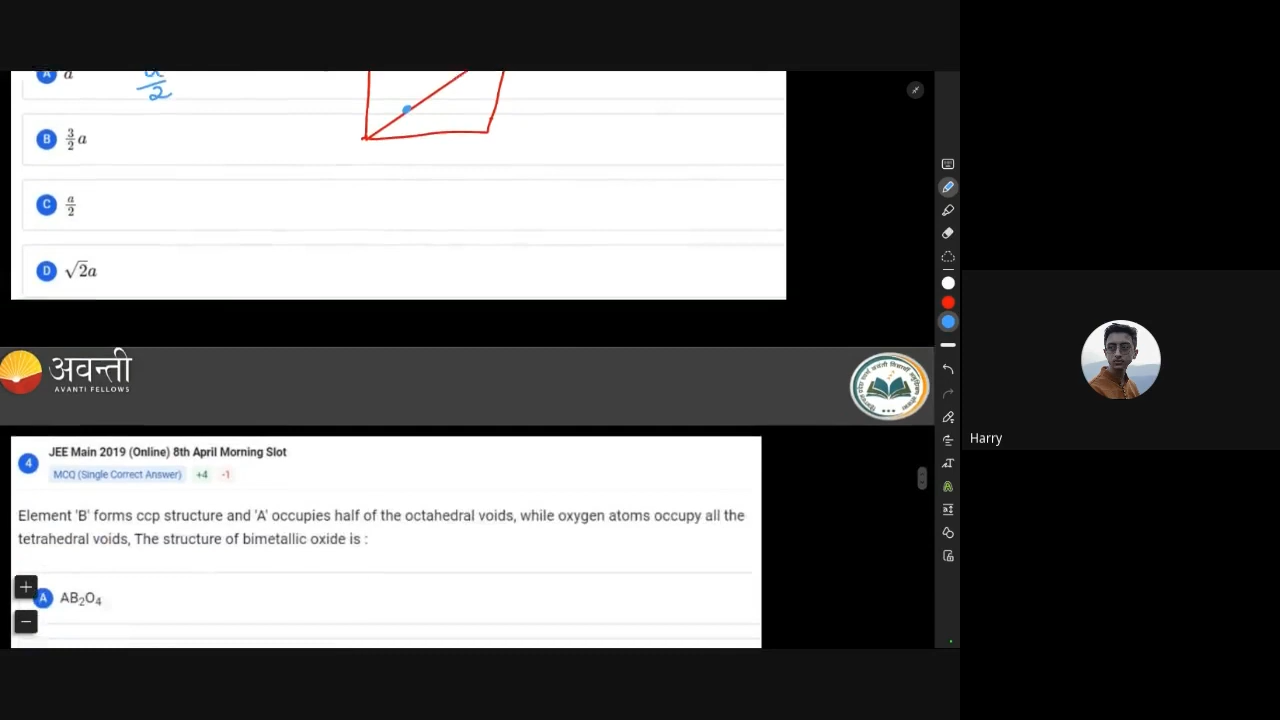 A a
a/2
B 3/2 a
C a/2
D √2a
अवन्ती
AVANTI FELLOWS
4 JEE Main 2019 (Online) 8th April Morning Slot
MCQ (Single Correct Answer) +4 -1
Element 'B' forms ccp structure and 'A' occupies half of the octahedral voids, while oxygen atoms occupy all the
tetrahedral voids, The structure of bimetallic oxide is :
A AB₂O₄
Harry